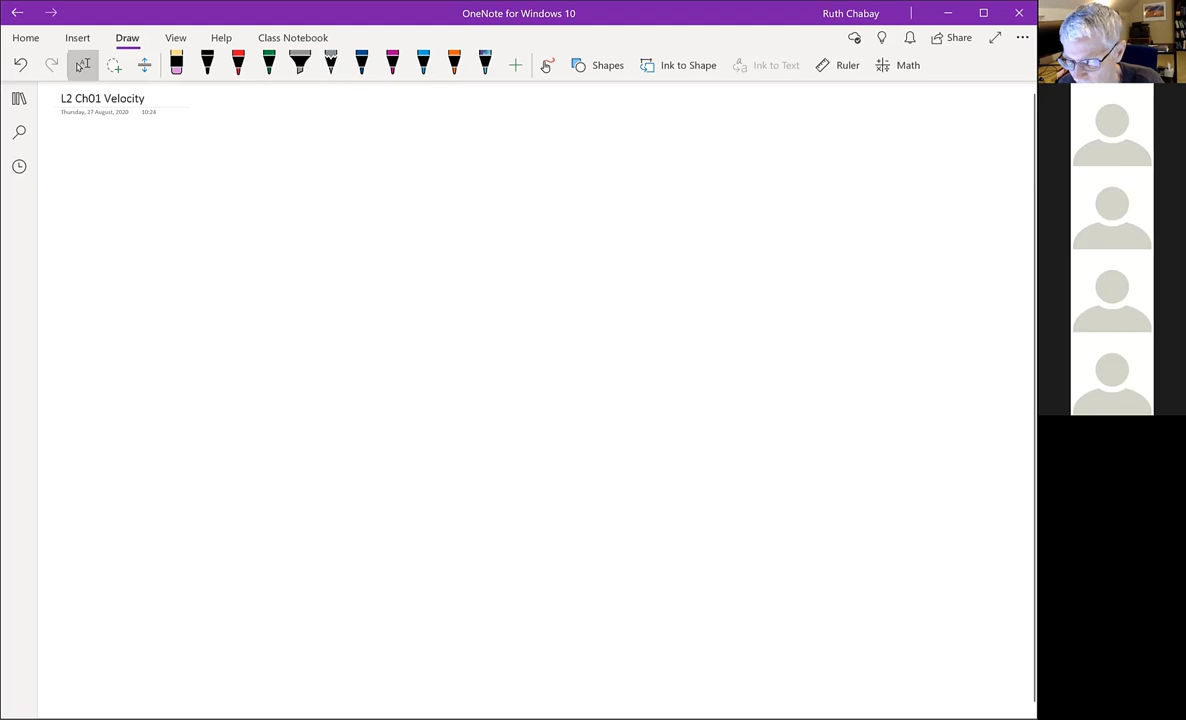 OneNote for Windows 10
Ruth Chabay
Home Insert Draw View Help Class Notebook
Share
Shapes
Ink to Shape
Ink to Text
Ruler
Math
L2 Ch01 Velocity
Thursday, 27 August, 2020 10:24